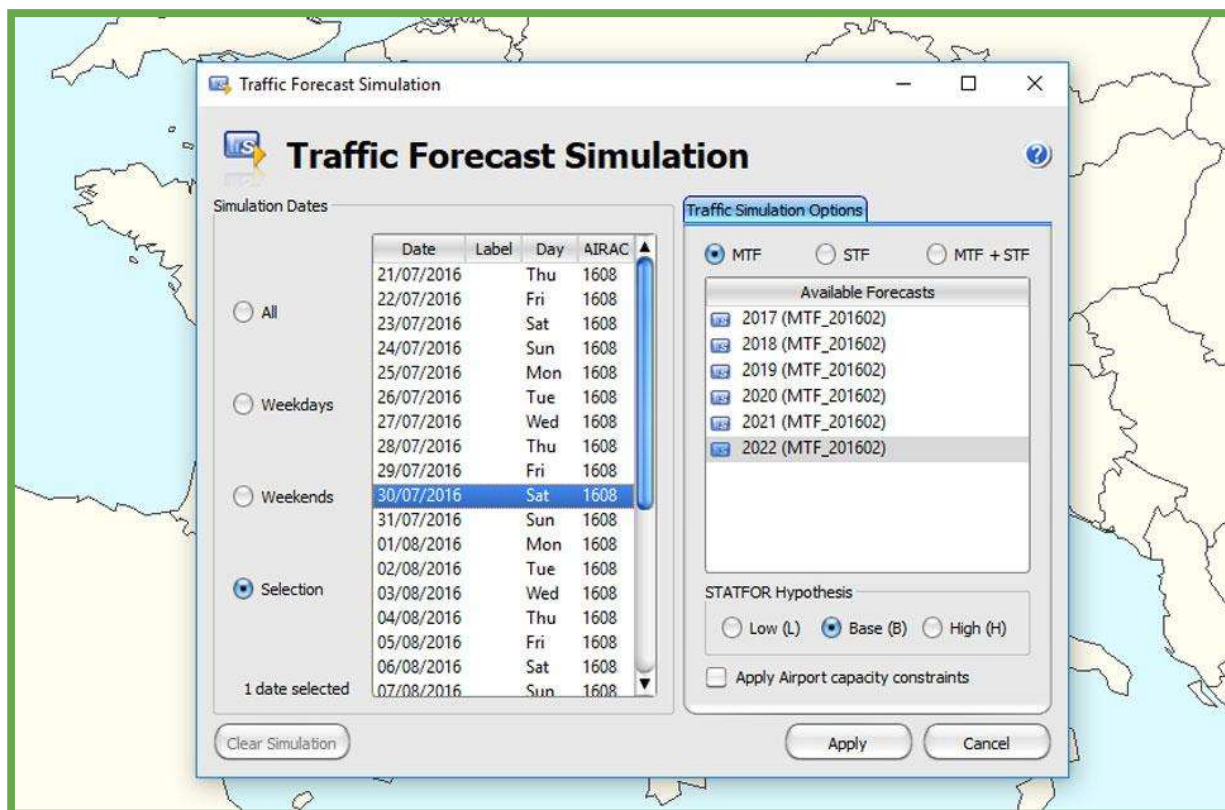 Traffic Forecast Simulation
Traffic Forecast Simulation
Simulation Dates
All
Weekdays
Weekends
Selection
1 date selected
Date Label Day AIRAC
21/07/2016 Thu 1608
22/07/2016 Fri 1608
23/07/2016 Sat 1608
24/07/2016 Sun 1608
25/07/2016 Mon 1608
26/07/2016 Tue 1608
27/07/2016 Wed 1608
28/07/2016 Thu 1608
29/07/2016 Fri 1608
30/07/2016 Sat 1608
31/07/2016 Sun 1608
01/08/2016 Mon 1608
02/08/2016 Tue 1608
03/08/2016 Wed 1608
04/08/2016 Thu 1608
05/08/2016 Fri 1608
06/08/2016 Sat 1608
07/08/2016 Sun 1608
Traffic Simulation Options
MTF STF MTF + STF
Available Forecasts
2017 (MTF_201602)
2018 (MTF_201602)
2019 (MTF_201602)
2020 (MTF_201602)
2021 (MTF_201602)
2022 (MTF_201602)
STATFOR Hypothesis
Low (L) Base (B) High (H)
Apply Airport capacity constraints
Clear Simulation Apply Cancel